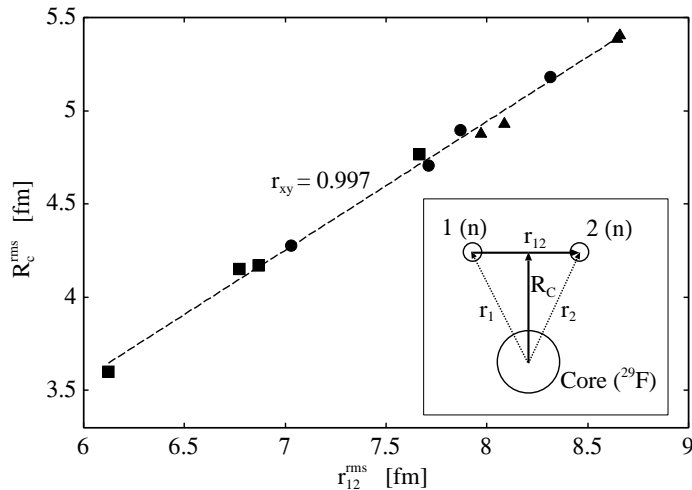 5.5
5
4.5
4
3.5
R_c^rms [fm]
r_xy = 0.997
1 (n)
2 (n)
r_12
R_C
r_1
r_2
Core (^29F)
6
6.5
7
7.5
8
8.5
9
r_12^rms [fm]